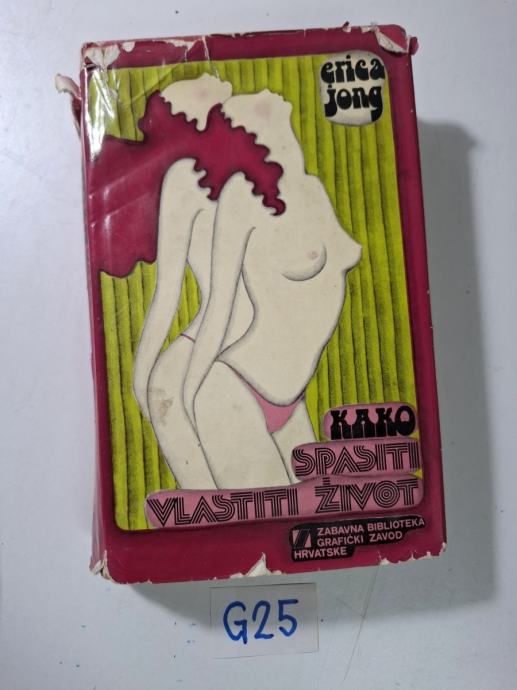 erica
jong
KAKO
SPASITI
VLASTITI ŽIVOT
ZABAVNA BIBLIOTEKA
GRAFIČKI ZAVOD
HRVATSKE
G25